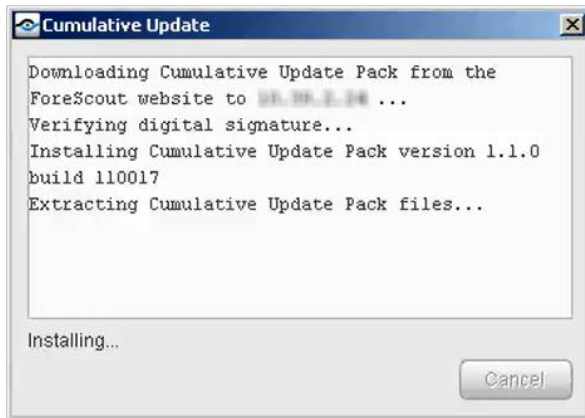 Cumulative Update
Downloading Cumulative Update Pack from the
ForeScout website to ...
Verifying digital signature...
Installing Cumulative Update Pack version 1.1.0
build 110017
Extracting Cumulative Update Pack files...
Installing...
Cancel